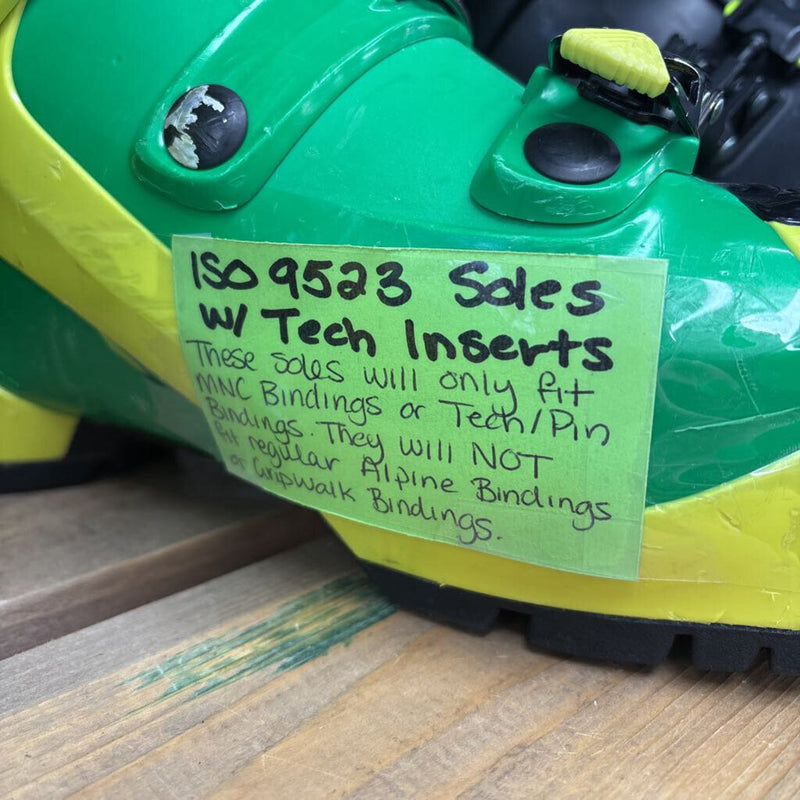 ISO 9523 Soles
W/ Tech Inserts
These soles will only fit
MNC Bindings or Tech/Pin
Bindings. They will NOT
fit regular Alpine Bindings
or Gripwalk Bindings.